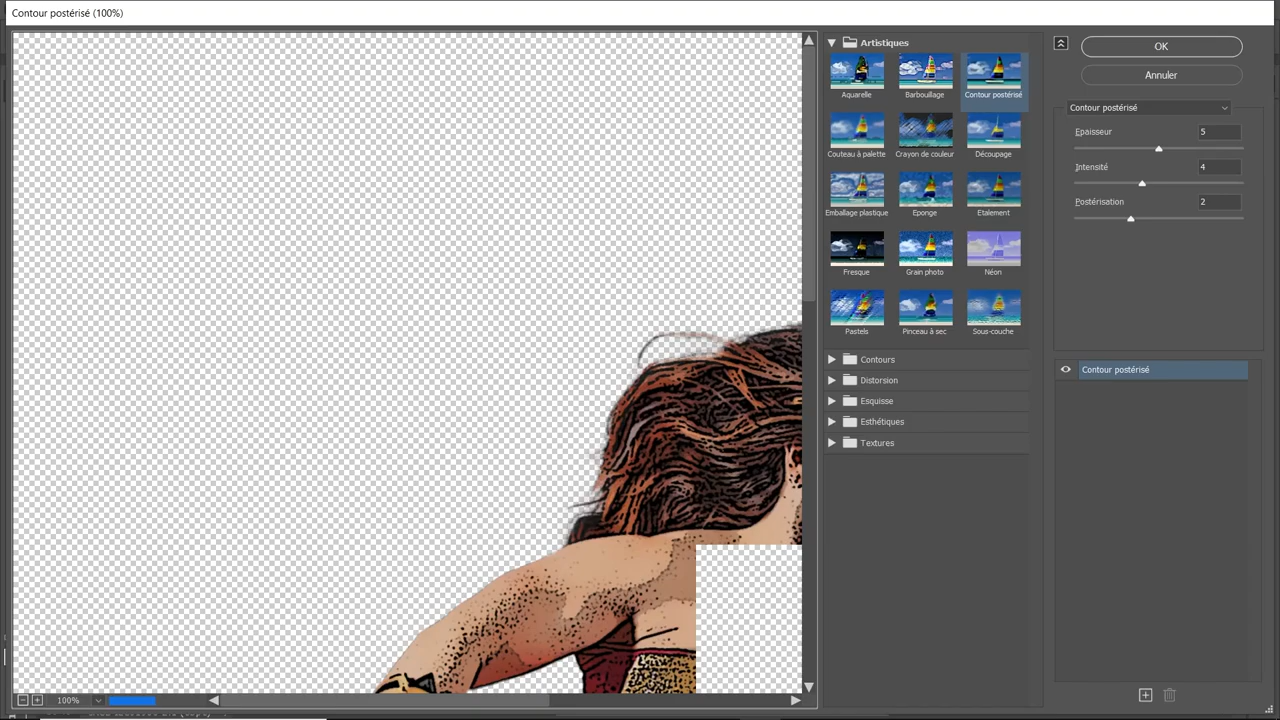 Contour postérisé (100%)
Artistiques
Aquarelle
Barbouillage
Contour postérisé
Couteau à palette
Crayon de couleur
Découpage
Emballage plastique
Eponge
Etalement
Fresque
Grain photo
Néon
Pastels
Pinceau à sec
Sous-couche
Contours
Distorsion
Esquisse
Esthétiques
Textures
OK
Annuler
Contour postérisé
Epaisseur 5
Intensité 4
Postérisation 2
Contour postérisé
100%